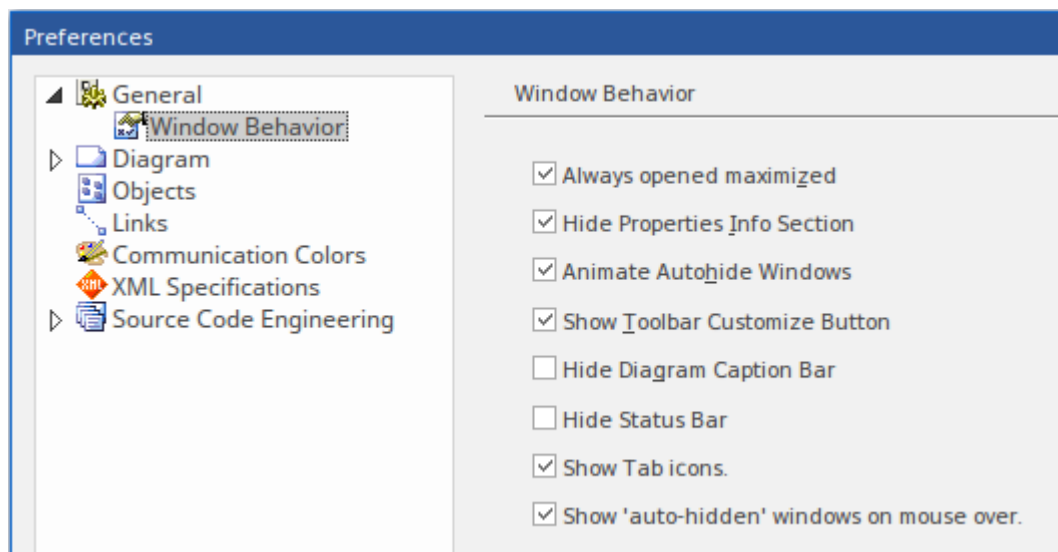 Preferences
General
Window Behavior
Diagram
Objects
Links
Communication Colors
XML Specifications
Source Code Engineering
Window Behavior
Always opened maximized
Hide Properties Info Section
Animate Autohide Windows
Show Toolbar Customize Button
Hide Diagram Caption Bar
Hide Status Bar
Show Tab icons.
Show 'auto-hidden' windows on mouse over.